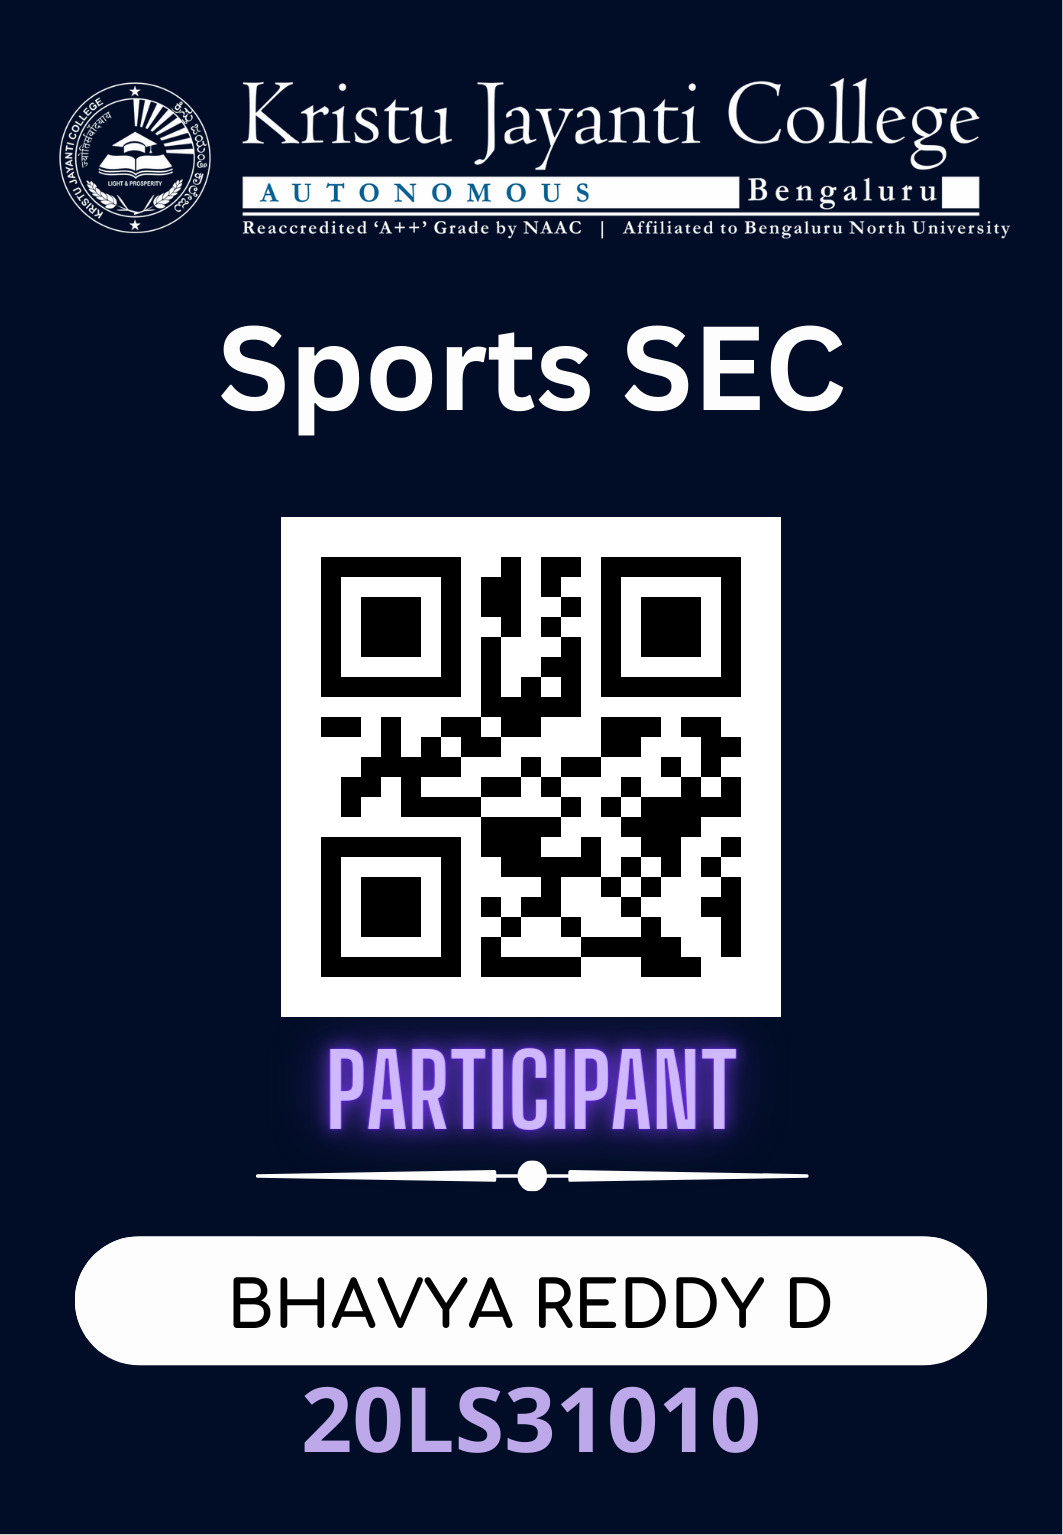 KRISTU JAYANTI COLLEGE
ಕ್ರಿಸ್ತು ಜಯಂತಿ ಕಾಲೇಜು
LIGHT & PROSPERITY
Kristu Jayanti College
AUTONOMOUS Bengaluru
Reaccredited ‘A++’ Grade by NAAC | Affiliated to Bengaluru North University
Sports SEC
PARTICIPANT
BHAVYA REDDY D
20LS31010